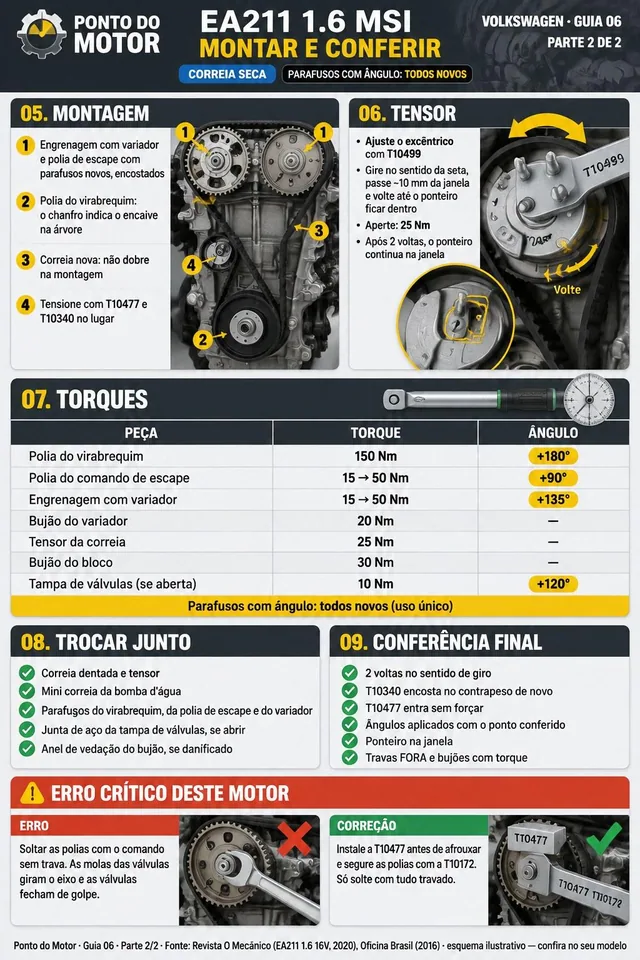 PONTO DO
MOTOR
EA211 1.6 MSI
MONTAR E CONFERIR
CORREIA SECA
PARAFUSOS COM ÂNGULO: TODOS NOVOS
VOLKSWAGEN · GUIA 06
PARTE 2 DE 2
05. MONTAGEM
1 Engrenagem com variador
e polia de escape com
parafusos novos, encostados
2 Polia do virabrequim:
o chanfro indica o encaive
na árvore
3 Correia nova: não dobre
na montagem
4 Tensione com T10477 e
T10340 no lugar
1
1
3
4
2
06. TENSOR
• Ajuste o excêntrico
com T10499
• Gire no sentido da seta,
passe ~10 mm da janela
e volte até o ponteiro
ficar dentro
• Aperte: 25 Nm
• Após 2 voltas, o ponteiro
continua na janela
T10499
Volte
07. TORQUES
PEÇA TORQUE ÂNGULO
Polia do virabrequim 150 Nm +180°
Polia do comando de escape 15 → 50 Nm +90°
Engrenagem com variador 15 → 50 Nm +135°
Bujão do variador 20 Nm —
Tensor da correia 25 Nm —
Bujão do bloco 30 Nm —
Tampa de válvulas (se aberta) 10 Nm +120°
Parafusos com ângulo: todos novos (uso único)
08. TROCAR JUNTO
Correia dentada e tensor
Mini correia da bomba d'água
Parafuşos do virabrequim, da polia de escape e do variador
Junta de aço da tampa de válvulas, se abrir
Anel de vedação do bujão, se danificado
09. CONFERÊNCIA FINAL
2 voltas no sentido de giro
T10340 encosta no contrapeso de novo
T10477 entra sem forçar
Ângulos aplicados com o ponto conferido
Ponteiro na janela
Travas FORA e bujões com torque
ERRO CRÍTICO DESTE MOTOR
ERRO
Soltar as polias com o comando
sem trava. As molas das válvulas
giram o eixo e as válvulas
fecham de golpe.
CORREÇÃO
Instale a T10477 antes de afrouxar
e segure as polias com a T10172.
Só solte com tudo travado.
TT0477
Ponto do Motor · Guia 06 · Parte 2/2 · Fonte: Revista O Mecánico (EA211 1.6 16V, 2020), Oficina Brasil (2016) · esquema ilustrativo — confira no seu modelo